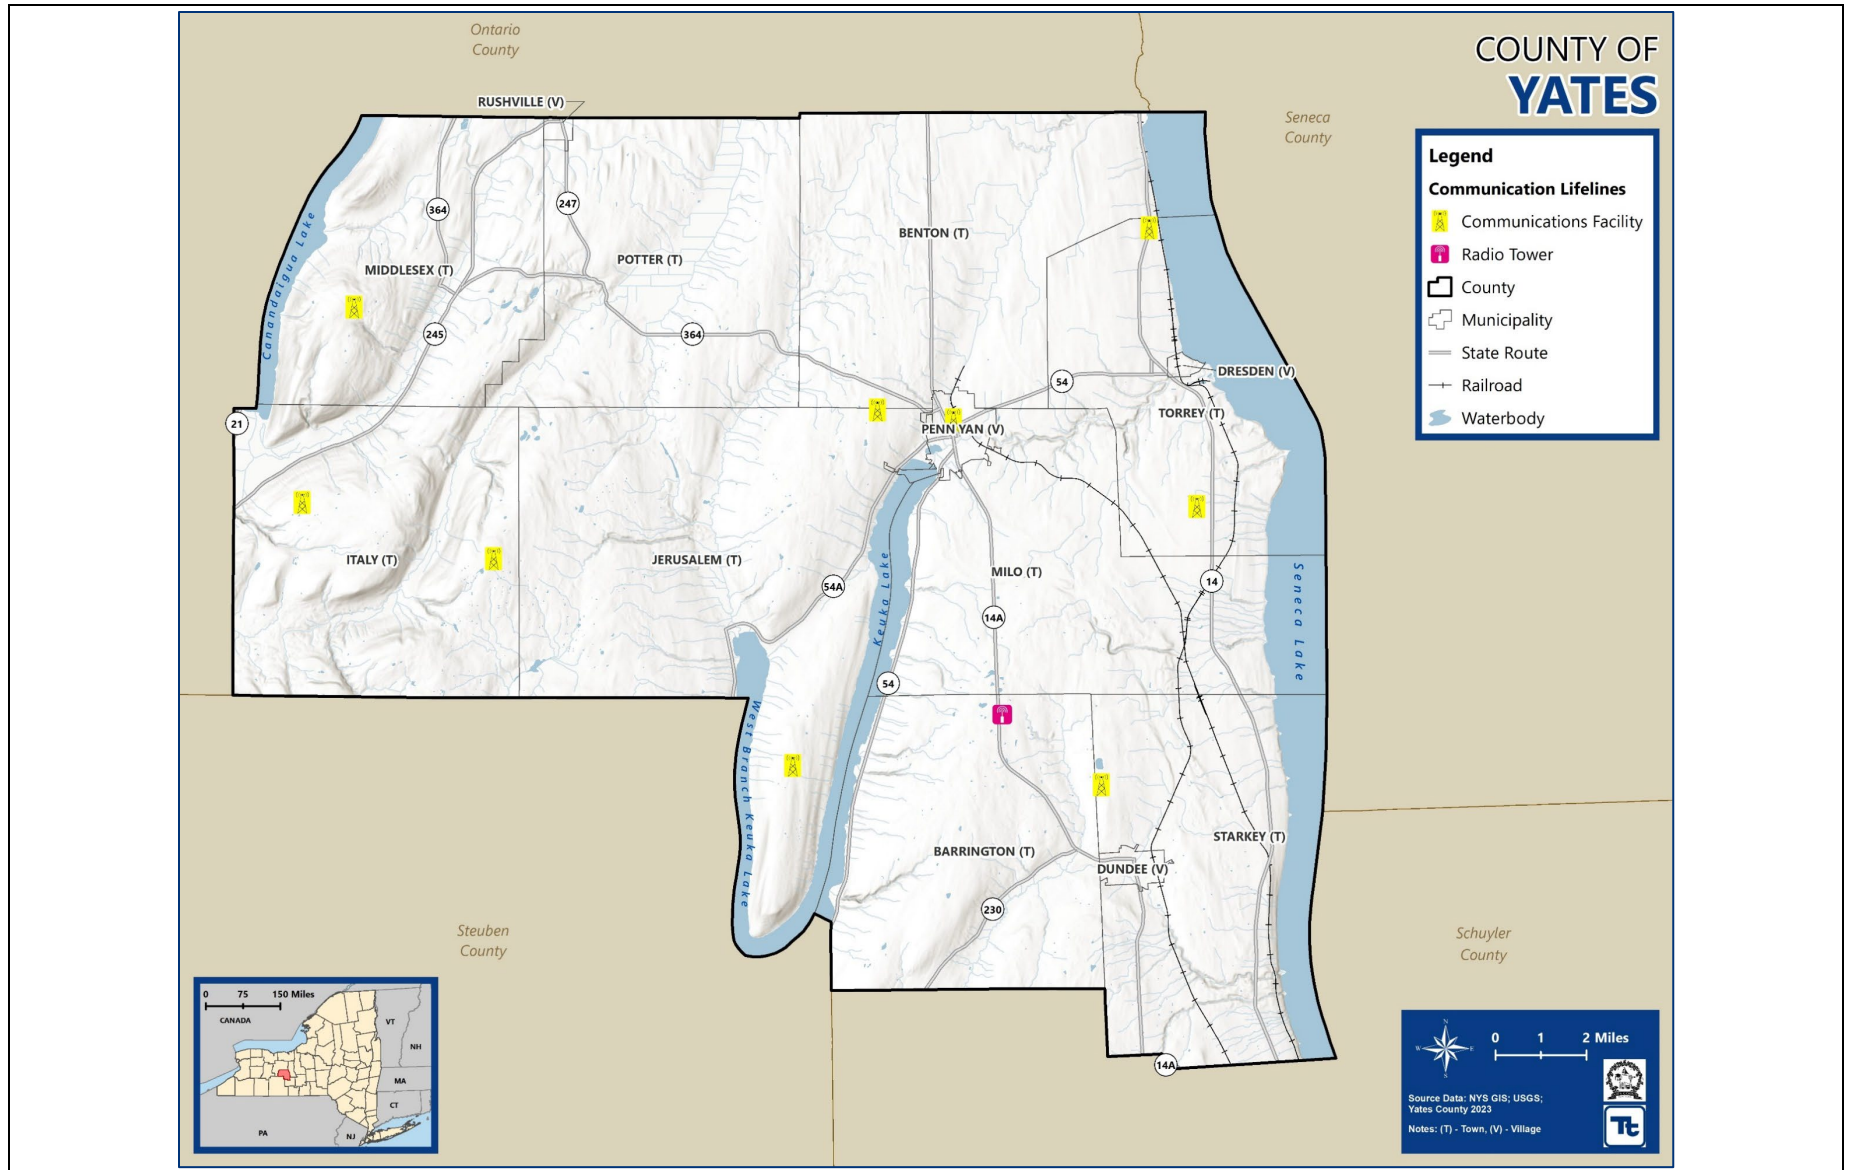 Ontario
County
COUNTY OF
YATES
RUSHVILLE (V)
Seneca
County
Legend
Communication Lifelines
Communications Facility
Radio Tower
County
Municipality
State Route
Railroad
Waterbody
364
247
BENTON (T)
POTTER (T)
MIDDLESEX (T)
Canandaigua Lake
245
364
DRESDEN (V)
54
TORREY (T)
21
PENN YAN (V)
ITALY (T)
JERUSALEM (T)
MILO (T)
54A
Keuka Lake
14
Seneca Lake
14A
54
West Branch Keuka Lake
STARKEY (T)
BARRINGTON (T)
DUNDEE (V)
230
Steuben
County
Schuyler
County
14A
0 75 150 Miles
CANADA
VT
NH
MA
CT
PA
NJ
N
W E
S
0 1 2 Miles
Source Data: NYS GIS; USGS;
Yates County 2023
Notes: (T) - Town, (V) - Village
Tt